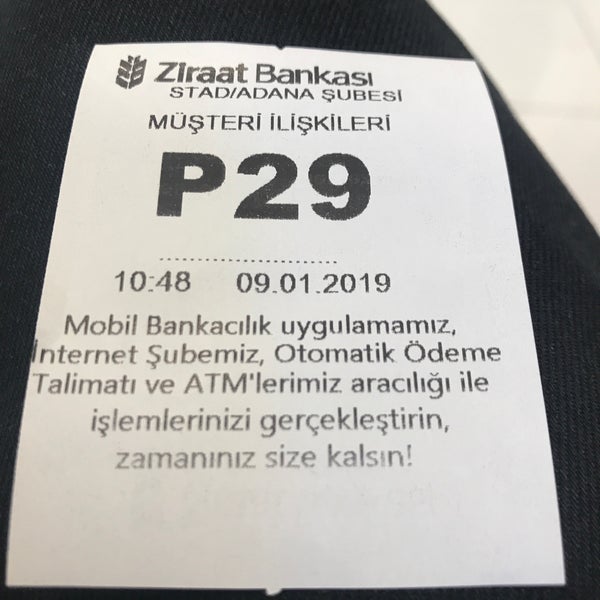 Ziraat Bankası
STAD/ADANA ŞUBESİ
MÜŞTERİ İLİŞKİLERİ
P29
10:48 09.01.2019
Mobil Bankacılık uygulamamız,
İnternet Şubemiz, Otomatik Ödeme
Talimatı ve ATM'lerimiz aracılığı ile
işlemlerinizi gerçekleştirin,
zamanınız size kalsın!